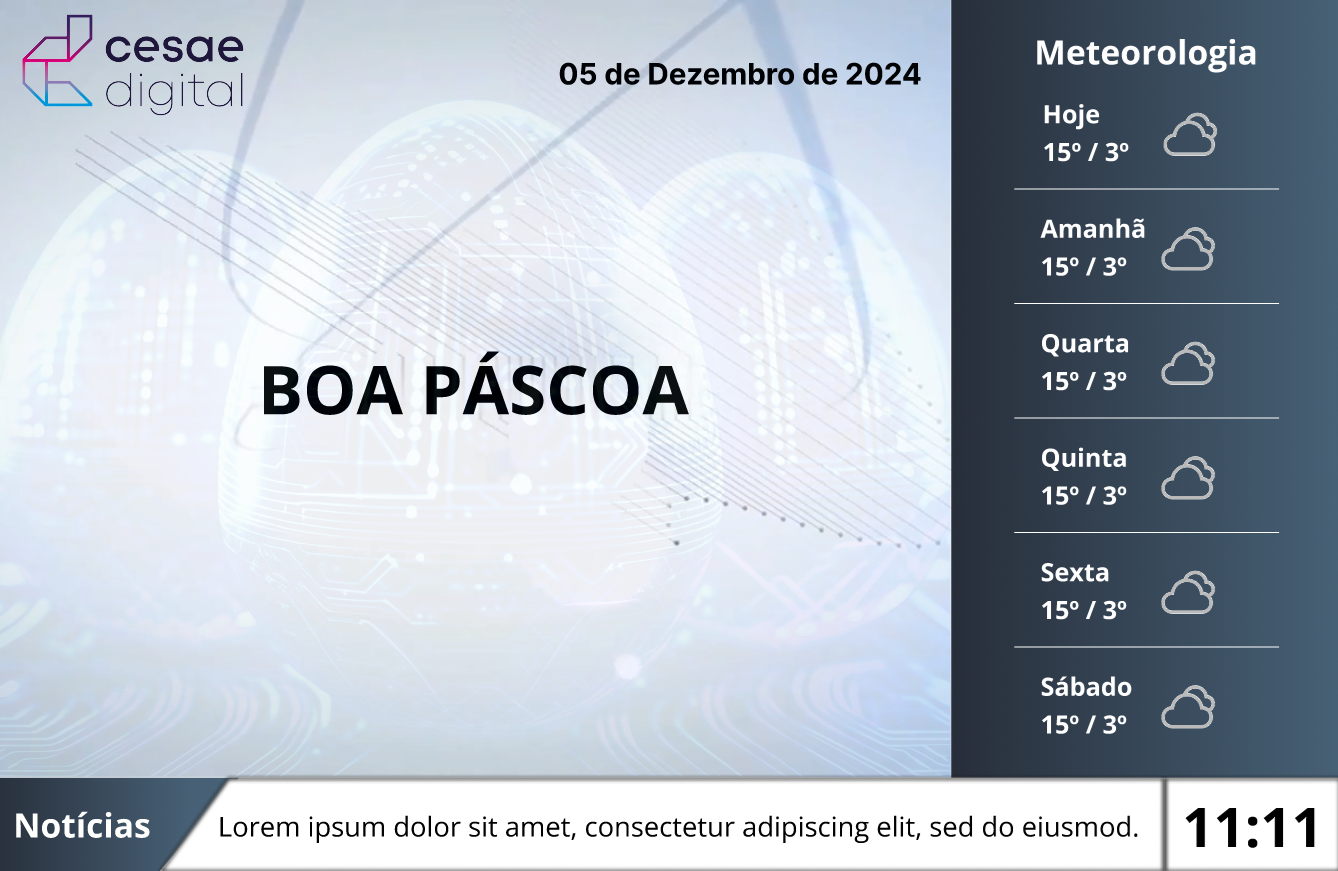 cesae
digital
05 de Dezembro de 2024
BOA PÁSCOA
Meteorologia
Hoje
15º / 3º
Amanhã
15º / 3º
Quarta
15º / 3º
Quinta
15º / 3º
Sexta
15º / 3º
Sábado
15º / 3º
Notícias
Lorem ipsum dolor sit amet, consectetur adipiscing elit, sed do eiusmod.
11:11